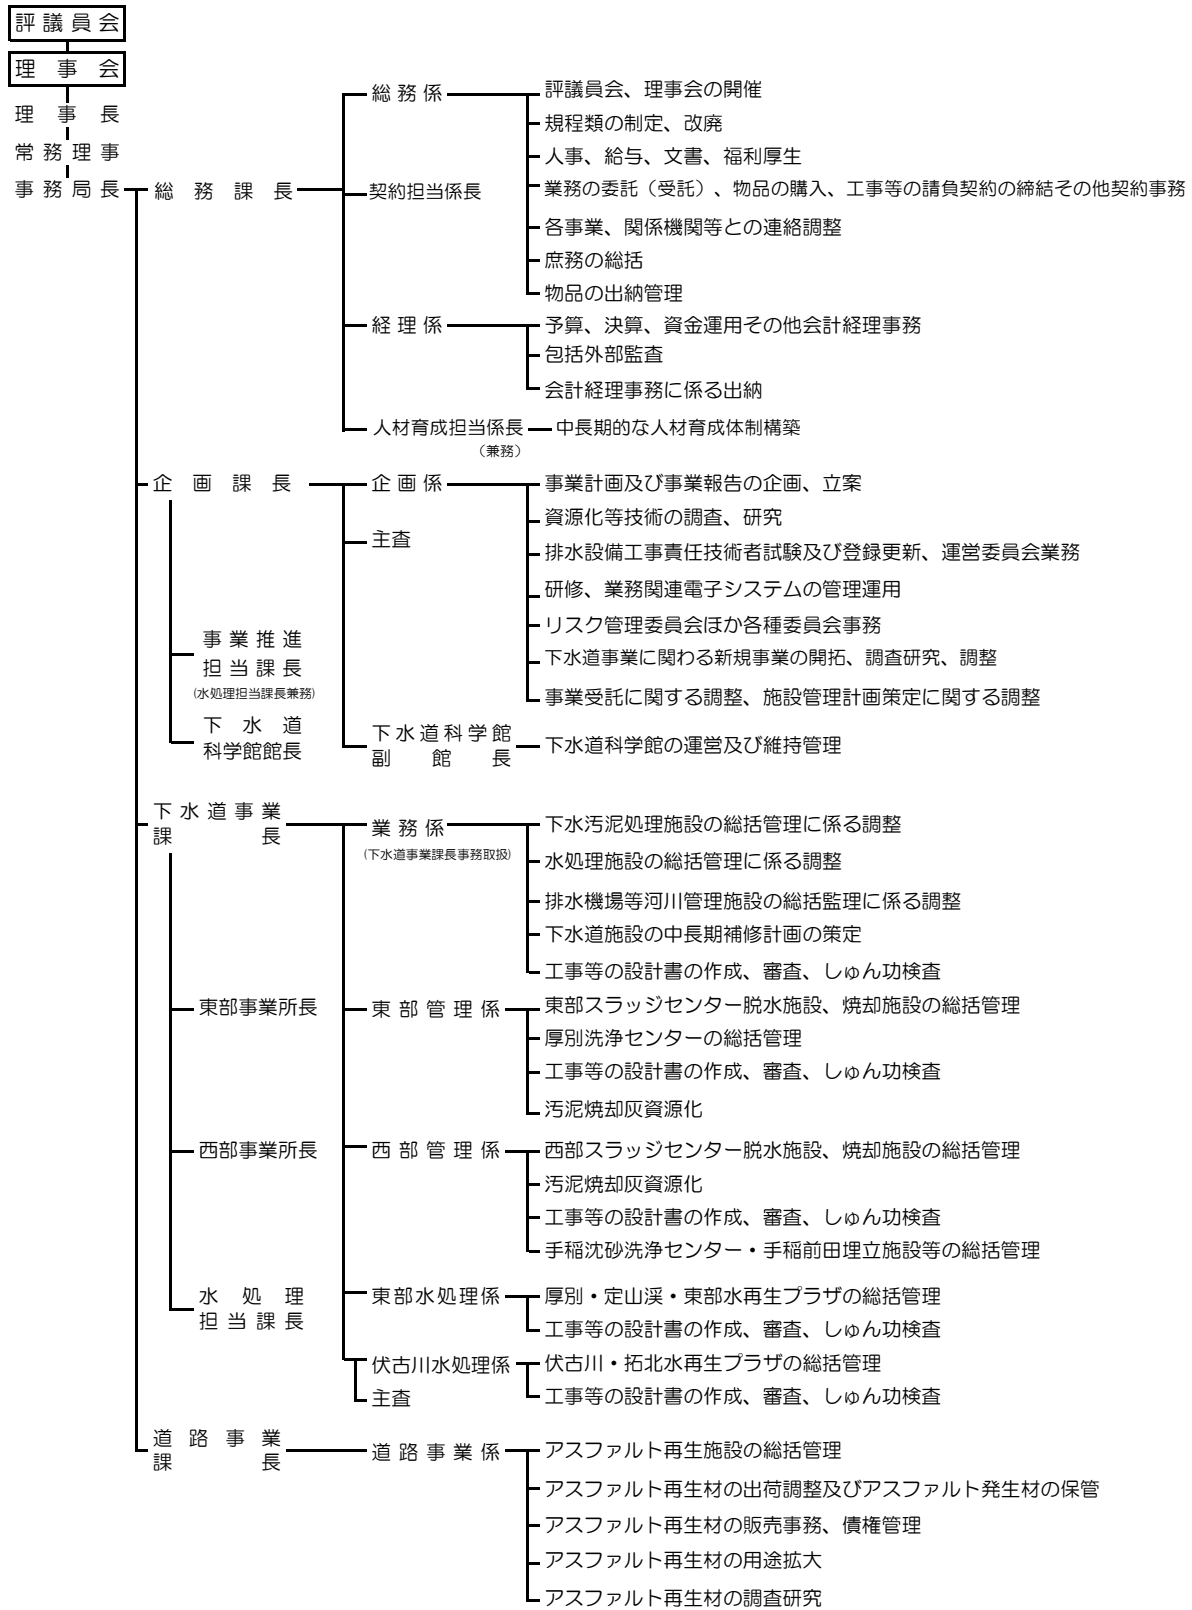 評議員会
理事会
理事長
常務理事
事務局長
総務課長
総務係
評議員会、理事会の開催
規程類の制定、改廃
人事、給与、文書、福利厚生
契約担当係長
業務の委託（受託）、物品の購入、工事等の請負契約の締結その他契約事務
各事業、関係機関等との連絡調整
庶務の総括
物品の出納管理
経理係
予算、決算、資金運用その他会計経理事務
包括外部監査
会計経理事務に係る出納
人材育成担当係長
（兼務）
中長期的な人材育成体制構築
企画課長
企画係
事業計画及び事業報告の企画、立案
資源化等技術の調査、研究
主査
排水設備工事責任技術者試験及び登録更新、運営委員会業務
研修、業務関連電子システムの管理運用
リスク管理委員会ほか各種委員会事務
下水道事業に関わる新規事業の開拓、調査研究、調整
事業受託に関する調整、施設管理計画策定に関する調整
事業推進
担当課長
(水処理担当課長兼務)
下水道
科学館館長
下水道科学館
副館長
下水道科学館の運営及び維持管理
下水道事業
課長
業務係
(下水道事業課長事務取扱)
下水汚泥処理施設の総括管理に係る調整
水処理施設の総括管理に係る調整
排水機場等河川管理施設の総括監理に係る調整
下水道施設の中長期補修計画の策定
工事等の設計書の作成、審査、しゅん功検査
東部事業所長
東部管理係
東部スラッジセンター脱水施設、焼却施設の総括管理
厚別洗浄センターの総括管理
工事等の設計書の作成、審査、しゅん功検査
汚泥焼却灰資源化
西部事業所長
西部管理係
西部スラッジセンター脱水施設、焼却施設の総括管理
汚泥焼却灰資源化
工事等の設計書の作成、審査、しゅん功検査
手稲沈砂洗浄センター・手稲前田埋立施設等の総括管理
水処理
担当課長
東部水処理係
厚別・定山渓・東部水再生プラザの総括管理
工事等の設計書の作成、審査、しゅん功検査
伏古川水処理係
主査
伏古川・拓北水再生プラザの総括管理
工事等の設計書の作成、審査、しゅん功検査
道路事業
課長
道路事業係
アスファルト再生施設の総括管理
アスファルト再生材の出荷調整及びアスファルト発生材の保管
アスファルト再生材の販売事務、債権管理
アスファルト再生材の用途拡大
アスファルト再生材の調査研究